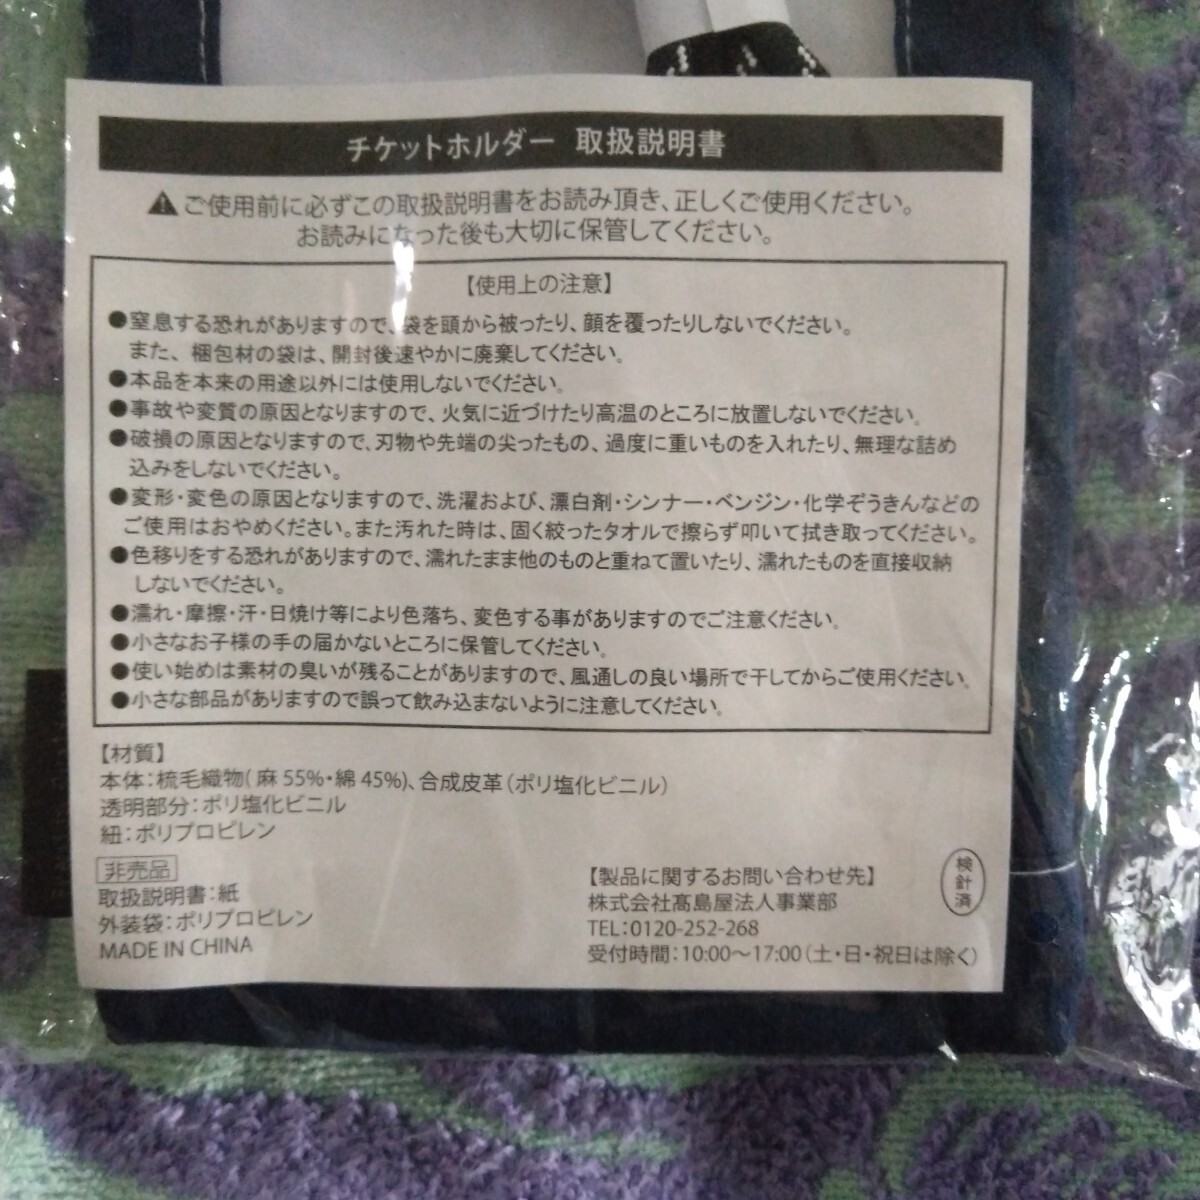 チケットホルダー 取扱説明書
⚠ご使用前に必ずこの取扱説明書をお読み頂き、正しくご使用ください。
お読みになった後も大切に保管してください。
【使用上の注意】
●窒息する恐れがありますので、袋を頭から被ったり、顔を覆ったりしないでください。
また、梱包材の袋は、開封後速やかに廃棄してください。
●本品を本来の用途以外には使用しないでください。
●事故や変質の原因となりますので、火気に近づけたり高温のところに放置しないでください。
●破損の原因となりますので、刃物や先端の尖ったもの、過度に重いものを入れたり、無理な詰め
込みをしないでください。
●変形・変色の原因となりますので、洗濯および、漂白剤・シンナー・ベンジン・化学ぞうきんなどの
ご使用はおやめください。また汚れた時は、固く絞ったタオルで擦らず叩いて拭き取ってください。
●色移りをする恐れがありますので、濡れたまま他のものと重ねて置いたり、濡れたものを直接収納
しないでください。
●濡れ・摩擦・汗・日焼け等により色落ち、変色する事がありますのでご注意ください。
●小さなお子様の手の届かないところに保管してください。
●使い始めは素材の臭いが残ることがありますので、風通しの良い場所で干してからご使用ください。
●小さな部品がありますので誤って飲み込まないように注意してください。
【材質】
本体：梳毛織物(麻55%・綿45%)、合成皮革（ポリ塩化ビニル）
透明部分：ポリ塩化ビニル
紐：ポリプロピレン
非売品
取扱説明書：紙
外装袋：ポリプロピレン
MADE IN CHINA
【製品に関するお問い合わせ先】
株式会社髙島屋法人事業部
TEL：0120-252-268
受付時間：10:00～17:00（土・日・祝日は除く）
検針済